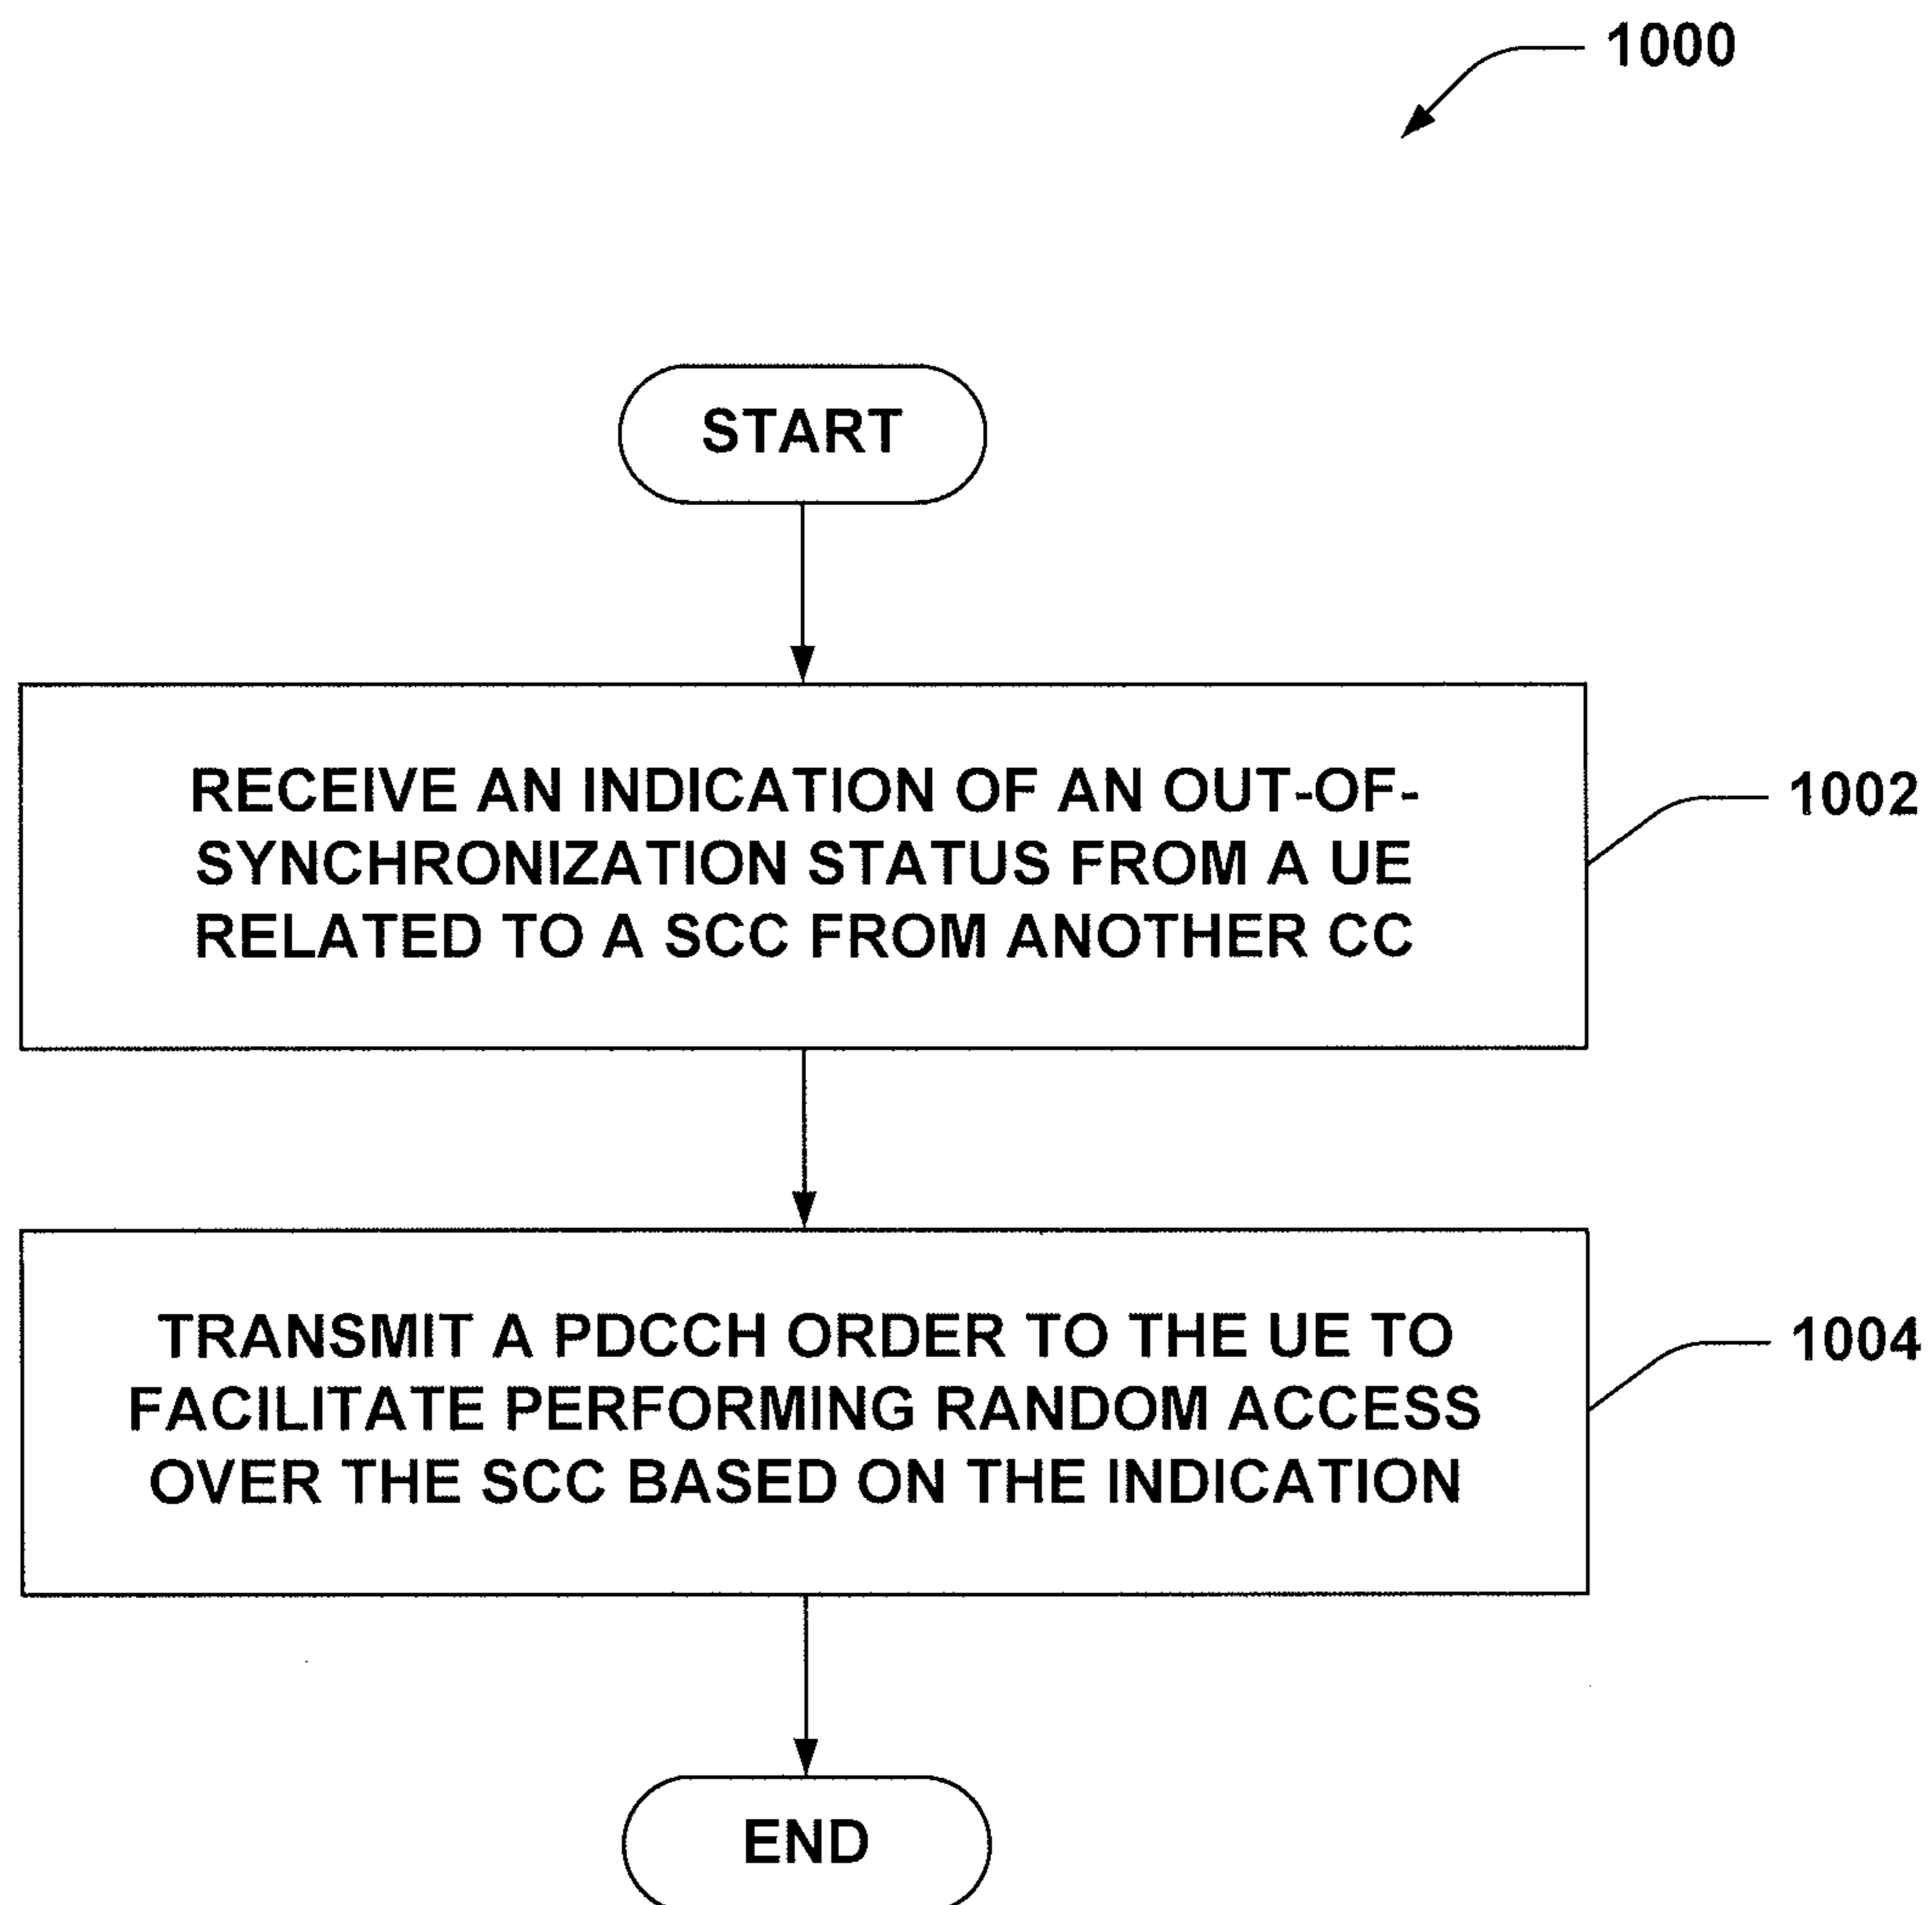 1000
START
RECEIVE AN INDICATION OF AN OUT-OF-
SYNCHRONIZATION STATUS FROM A UE
RELATED TO A SCC FROM ANOTHER CC
1002
TRANSMIT A PDCCH ORDER TO THE UE TO
FACILITATE PERFORMING RANDOM ACCESS
OVER THE SCC BASED ON THE INDICATION
1004
END